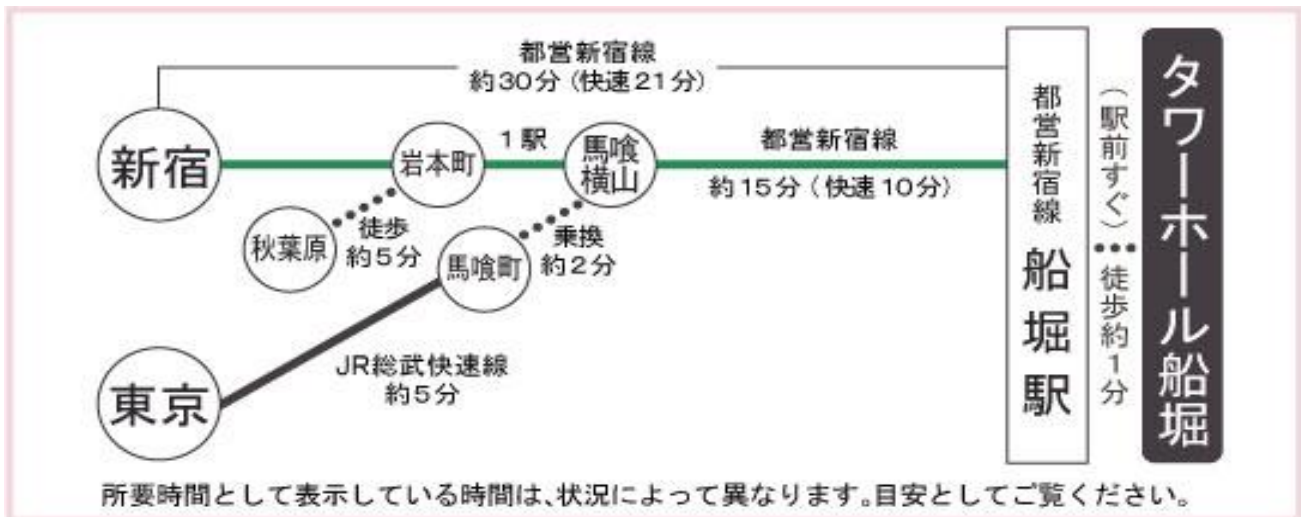 都営新宿線
約30分（快速21分）
新宿
岩本町
1駅
馬喰
横山
都営新宿線
約15分（快速10分）
秋葉原
徒歩
約5分
馬喰町
乗換
約2分
東京
JR総武快速線
約5分
都営新宿線 船堀駅
（駅前すぐ）
徒歩約1分
タワーホール船堀
所要時間として表示している時間は、状況によって異なります。目安としてご覧ください。